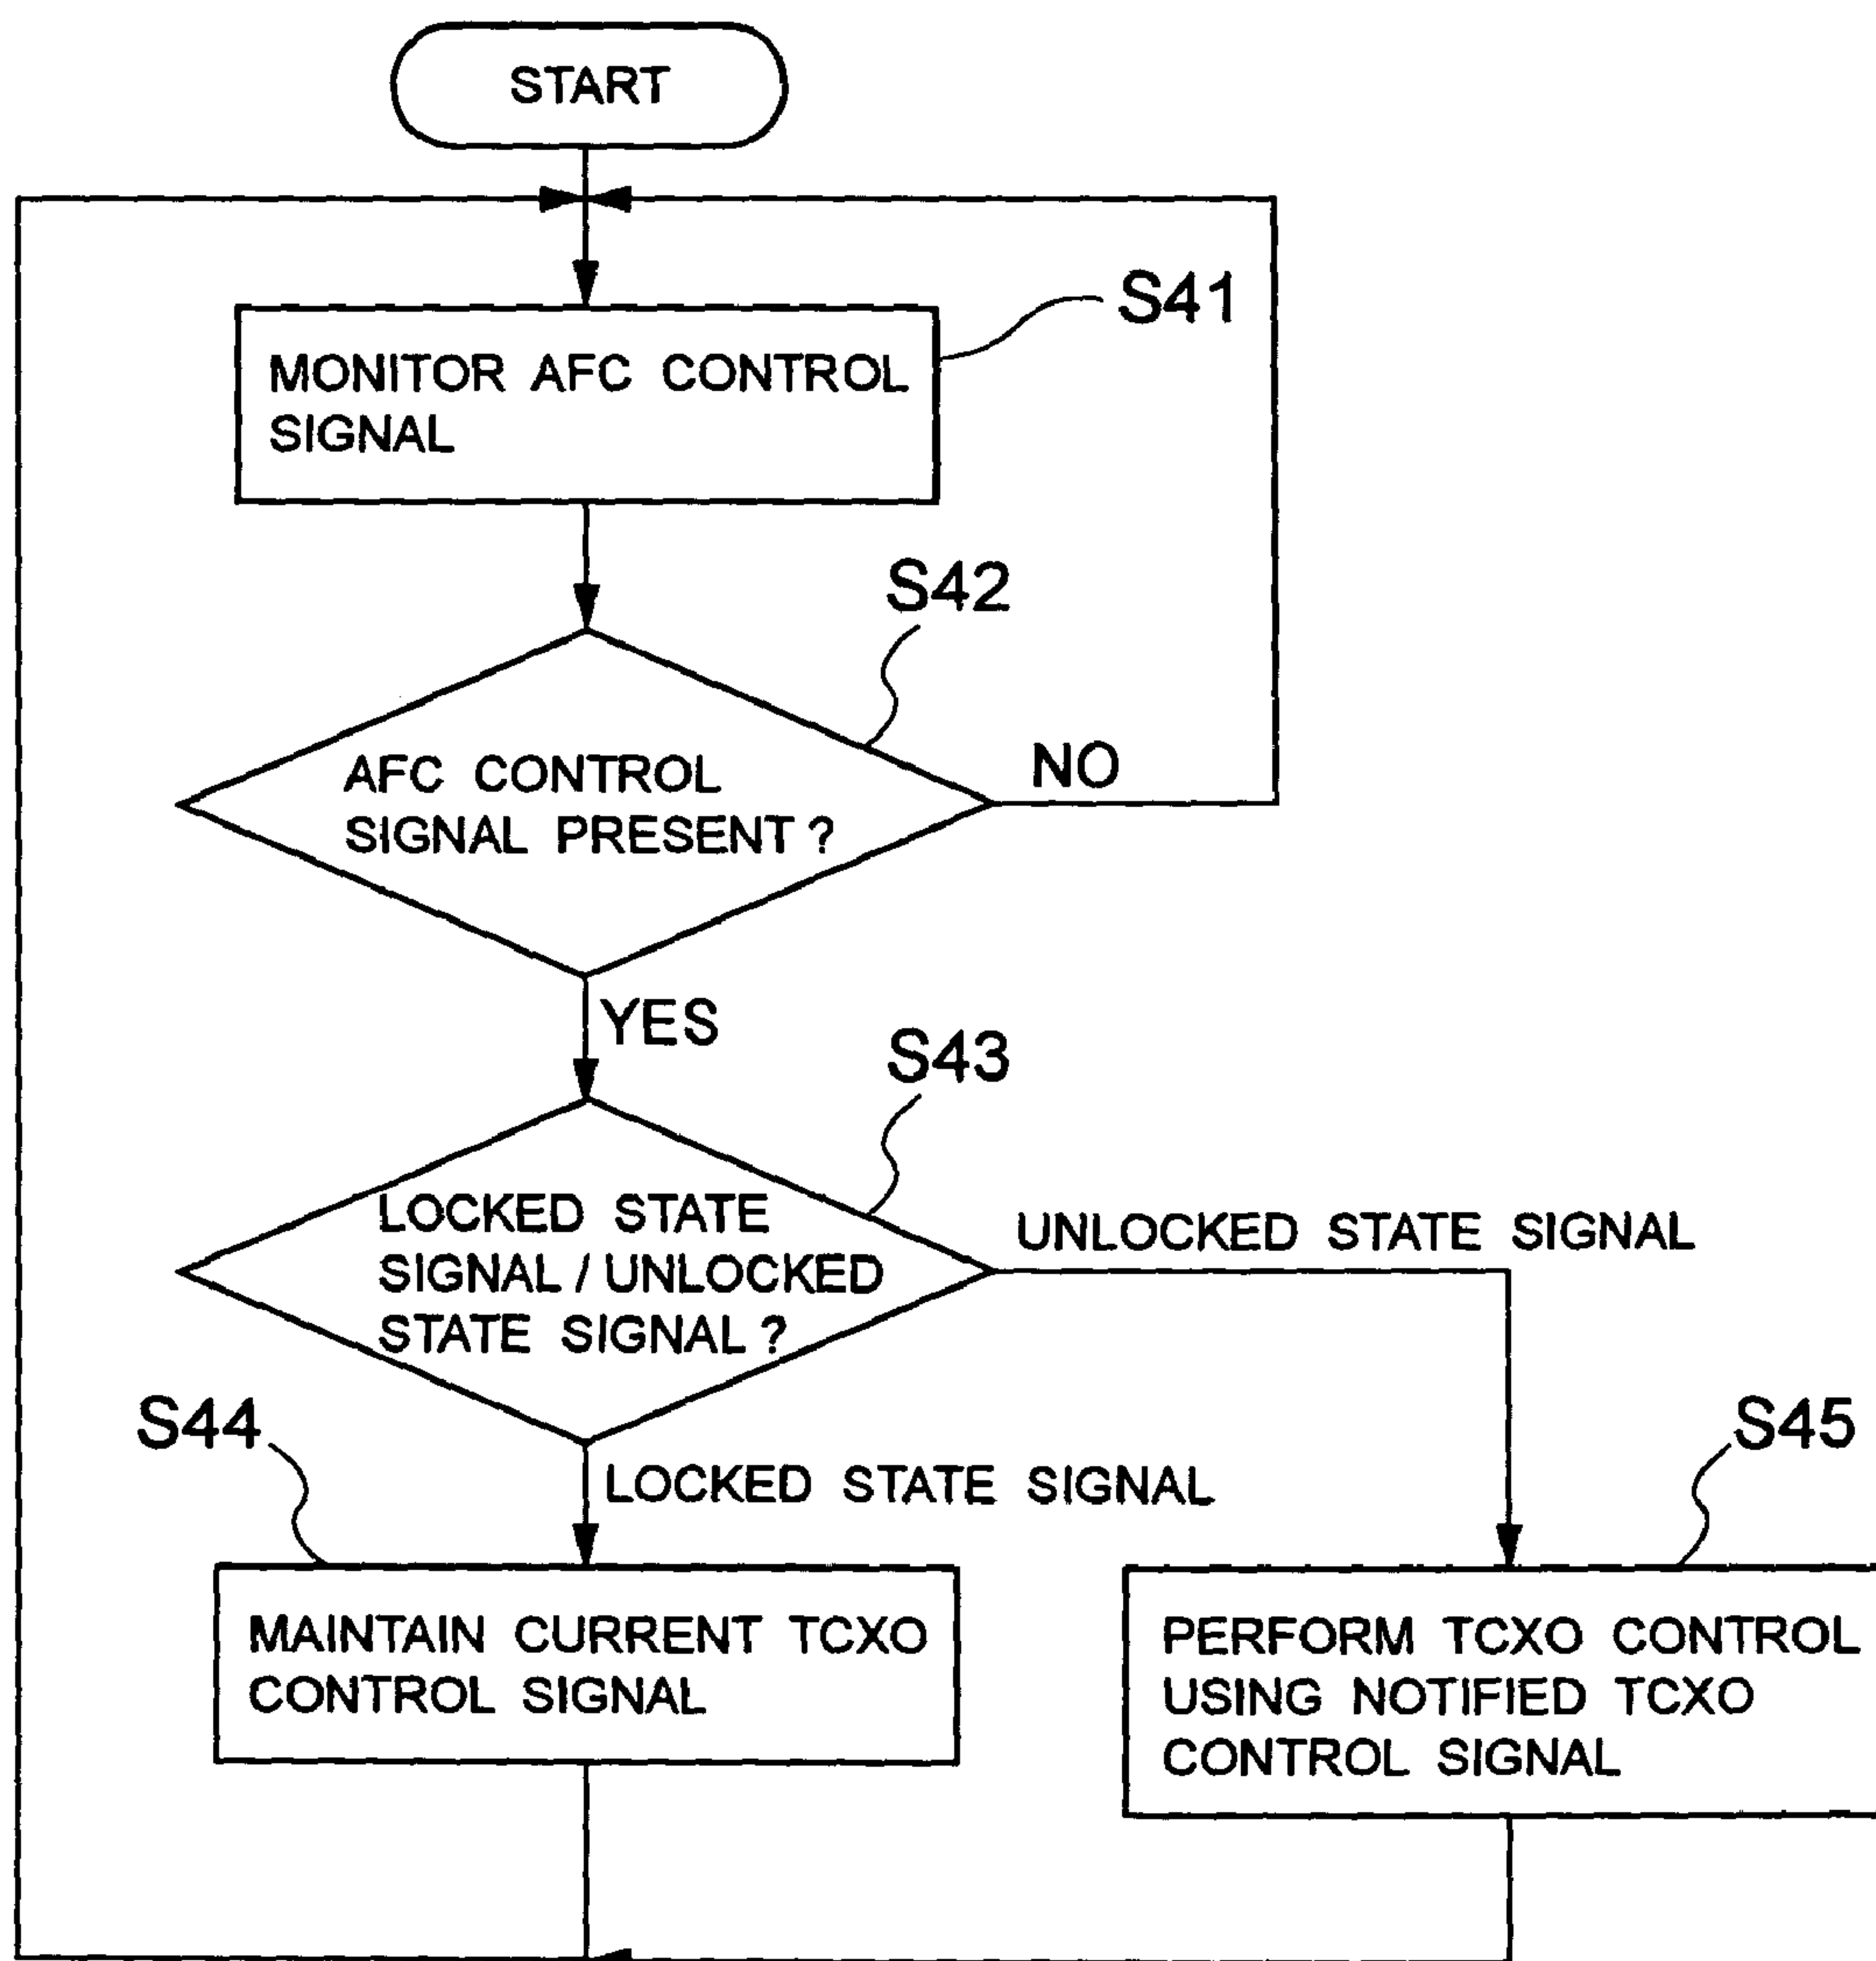 START
S41
MONITOR AFC CONTROL
SIGNAL
S42
AFC CONTROL
SIGNAL PRESENT ?
NO
YES
S43
LOCKED STATE
SIGNAL / UNLOCKED
STATE SIGNAL ?
UNLOCKED STATE SIGNAL
S44
LOCKED STATE SIGNAL
S45
MAINTAIN CURRENT TCXO
CONTROL SIGNAL
PERFORM TCXO CONTROL
USING NOTIFIED TCXO
CONTROL SIGNAL